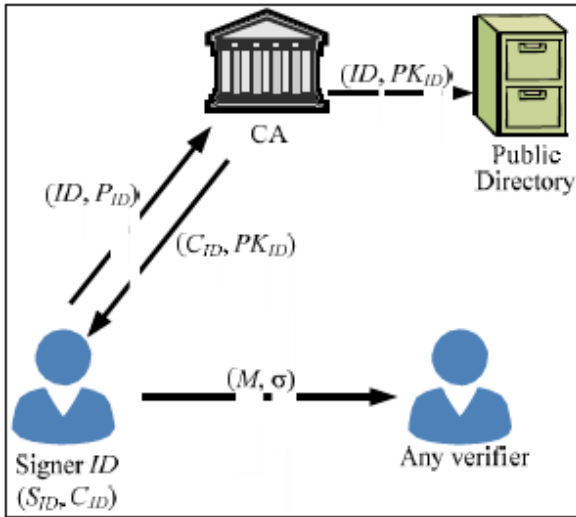 (ID, PK_ID)
CA
Public
Directory
(ID, P_ID)
(C_ID, PK_ID)
(M, σ)
Signer ID
(S_ID, C_ID)
Any verifier